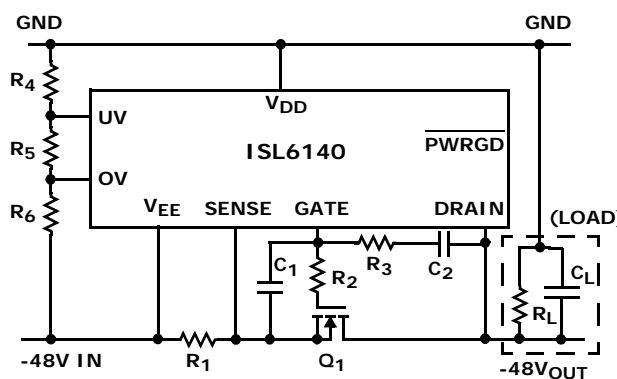 GND
GND
R4
UV
VDD
R5
ISL6140
PWRGD
OV
R6
VEE
SENSE
GATE
DRAIN
(LOAD)
C1
R3
C2
R2
CL
RL
-48V IN
R1
Q1
-48VOUT